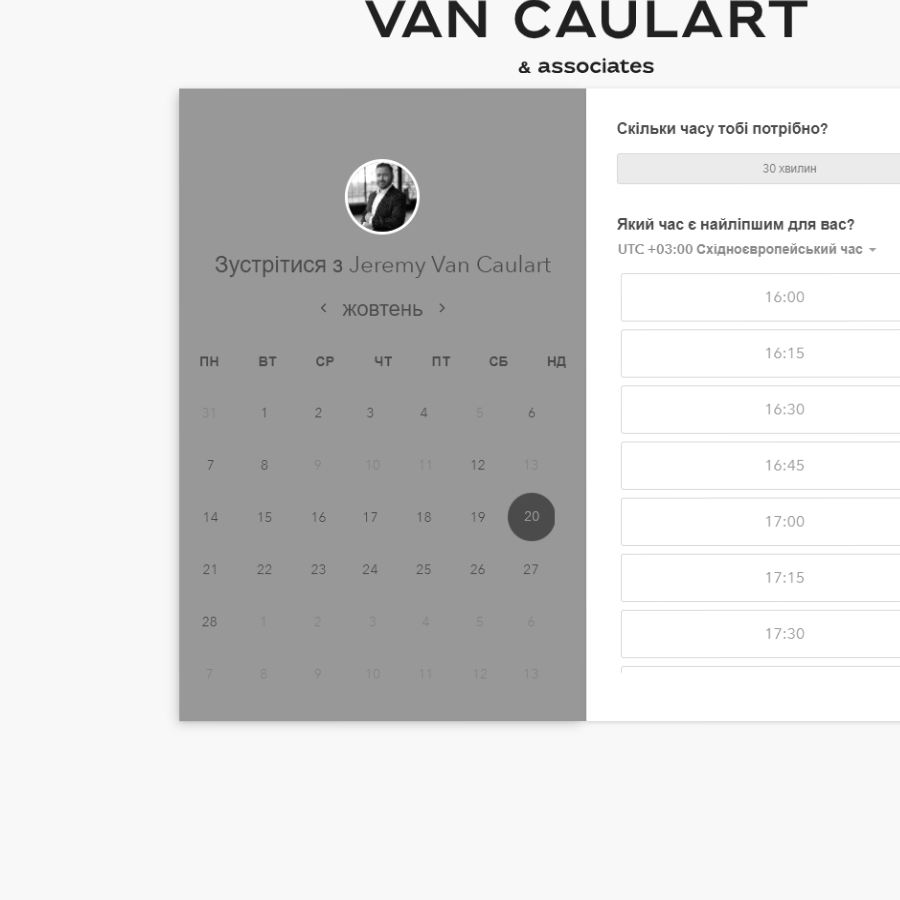 VAN CAULART
& associates
Зустрітися з Jeremy Van Caulart
жовтень
ПН ВТ СР ЧТ ПТ СБ НД
31 1 2 3 4 5 6
7 8 9 10 11 12 13
14 15 16 17 18 19 20
21 22 23 24 25 26 27
28 1 2 3 4 5 6
7 8 9 10 11 12 13
Скільки часу тобі потрібно?
30 хвилин
Який час є найліпшим для вас?
UTC +03:00 Східноєвропейський час
16:00
16:15
16:30
16:45
17:00
17:15
17:30